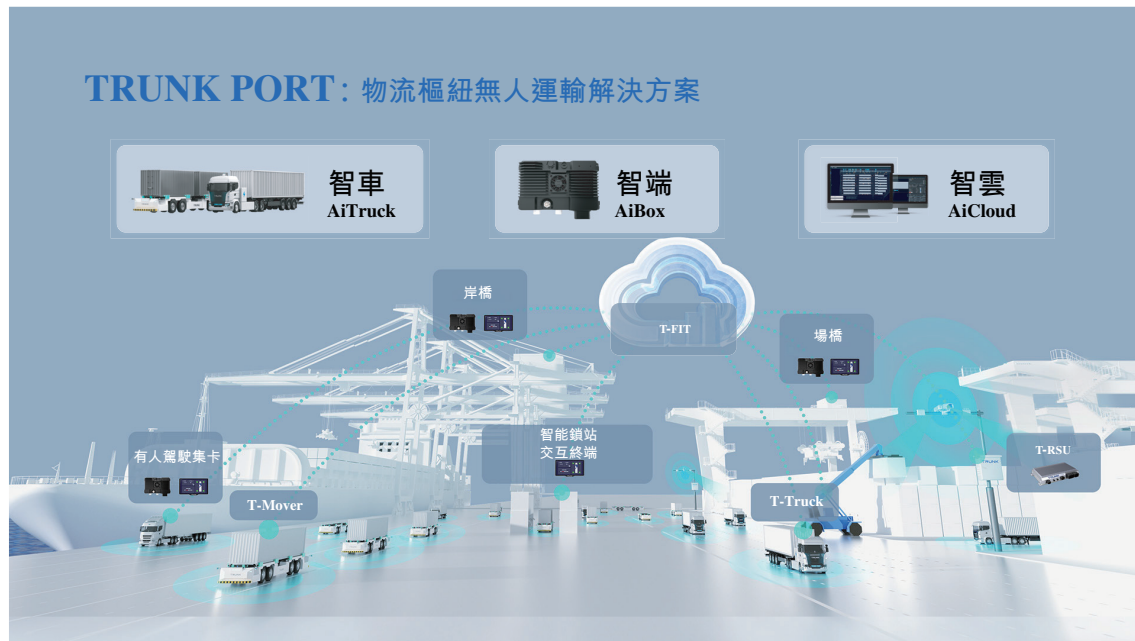 TRUNK PORT：物流樞紐無人運輸解決方案
智車
AiTruck
智端
AiBox
智雲
AiCloud
岸橋
T-FIT
場橋
智能鎖站
交互終端
有人駕駛集卡
T-RSU
T-Mover
T-Truck